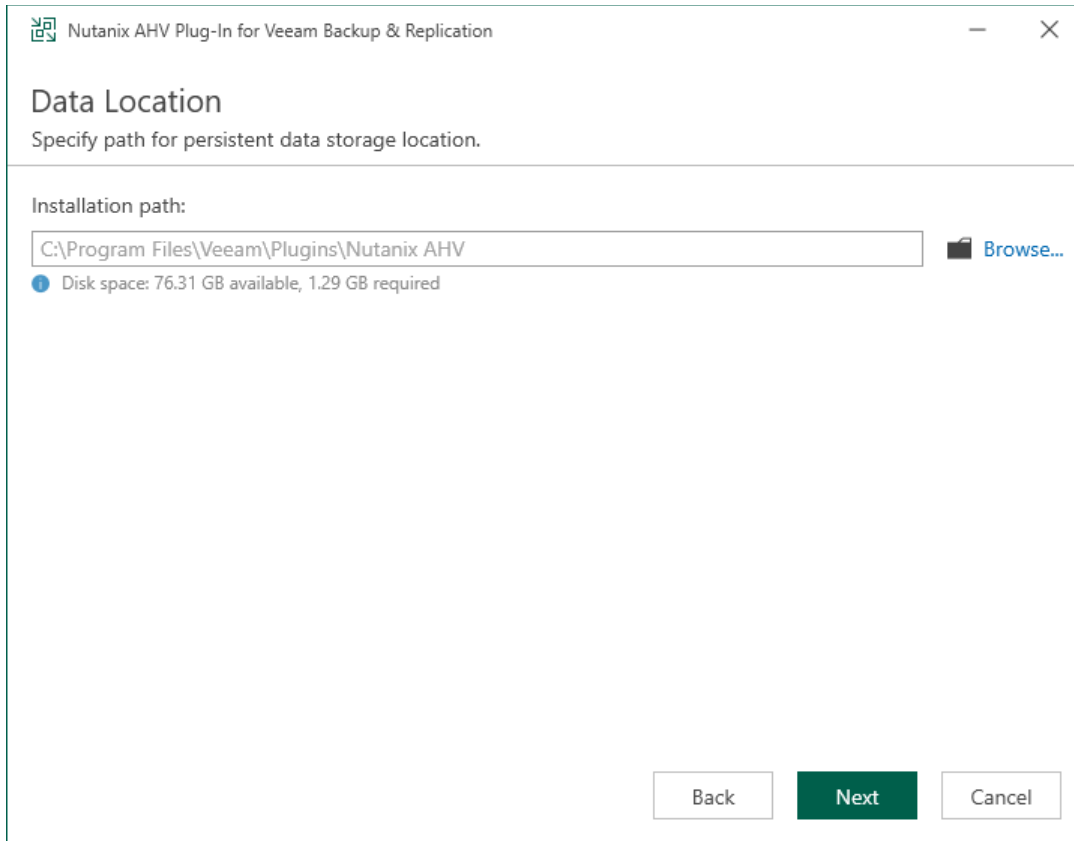 Nutanix AHV Plug-In for Veeam Backup & Replication
Data Location
Specify path for persistent data storage location.
Installation path:
C:\Program Files\Veeam\Plugins\Nutanix AHV
Browse...
Disk space: 76.31 GB available, 1.29 GB required
Back Next Cancel